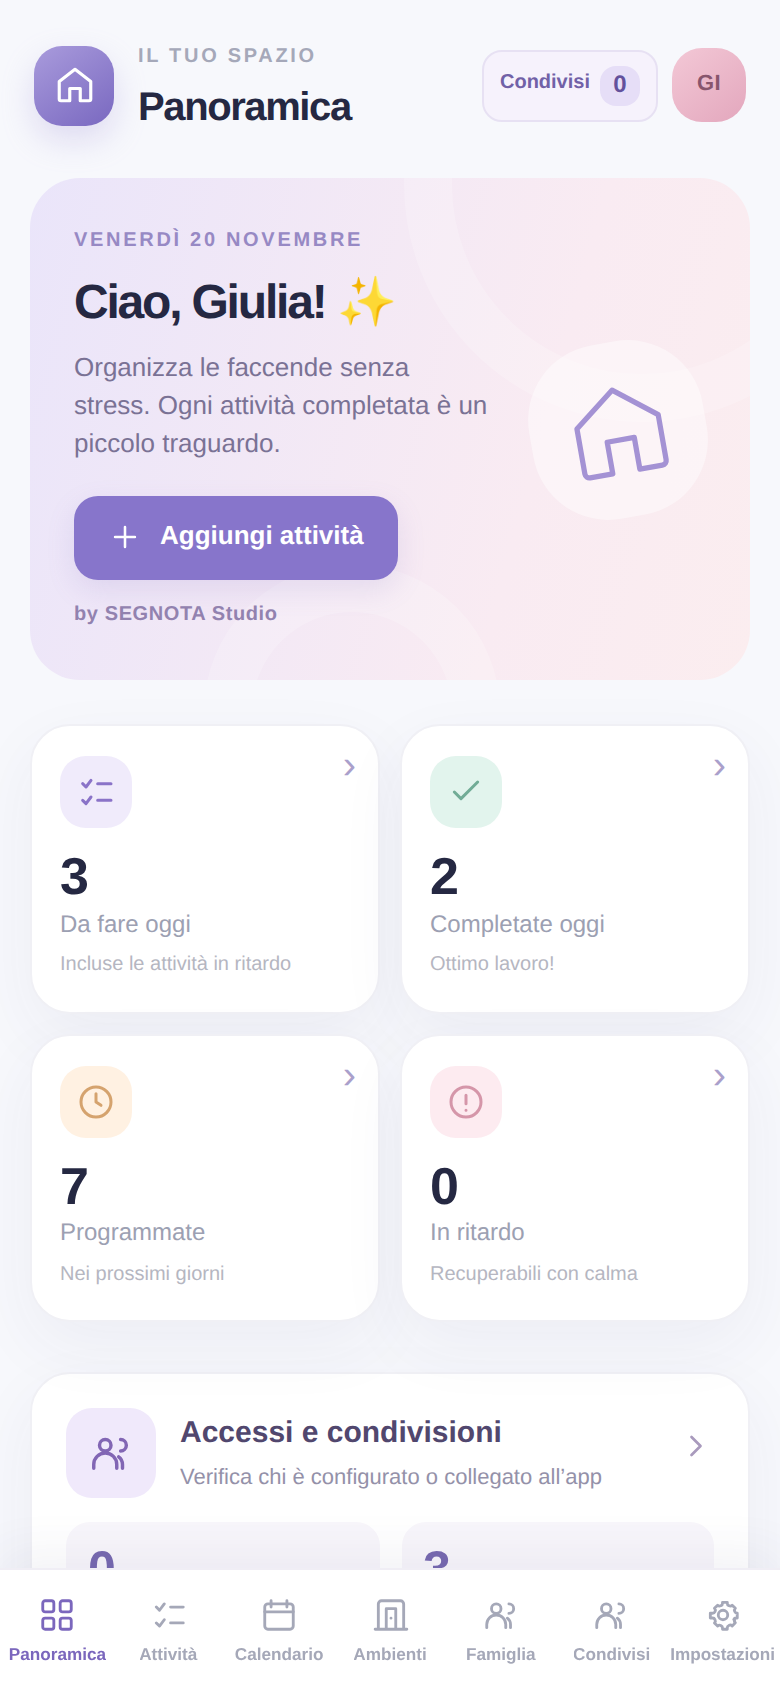 IL TUO SPAZIO
Panoramica
Condivisi 0
GI
VENERDÌ 20 NOVEMBRE
Ciao, Giulia! ✨
Organizza le faccende senza
stress. Ogni attività completata è un
piccolo traguardo.
Aggiungi attività
by SEGNOTA Studio
3
Da fare oggi
Incluse le attività in ritardo
2
Completate oggi
Ottimo lavoro!
7
Programmate
Nei prossimi giorni
0
In ritardo
Recuperabili con calma
Accessi e condivisioni
Verifica chi è configurato o collegato all’app
Panoramica
Attività
Calendario
Ambienti
Famiglia
Condivisi
Impostazioni